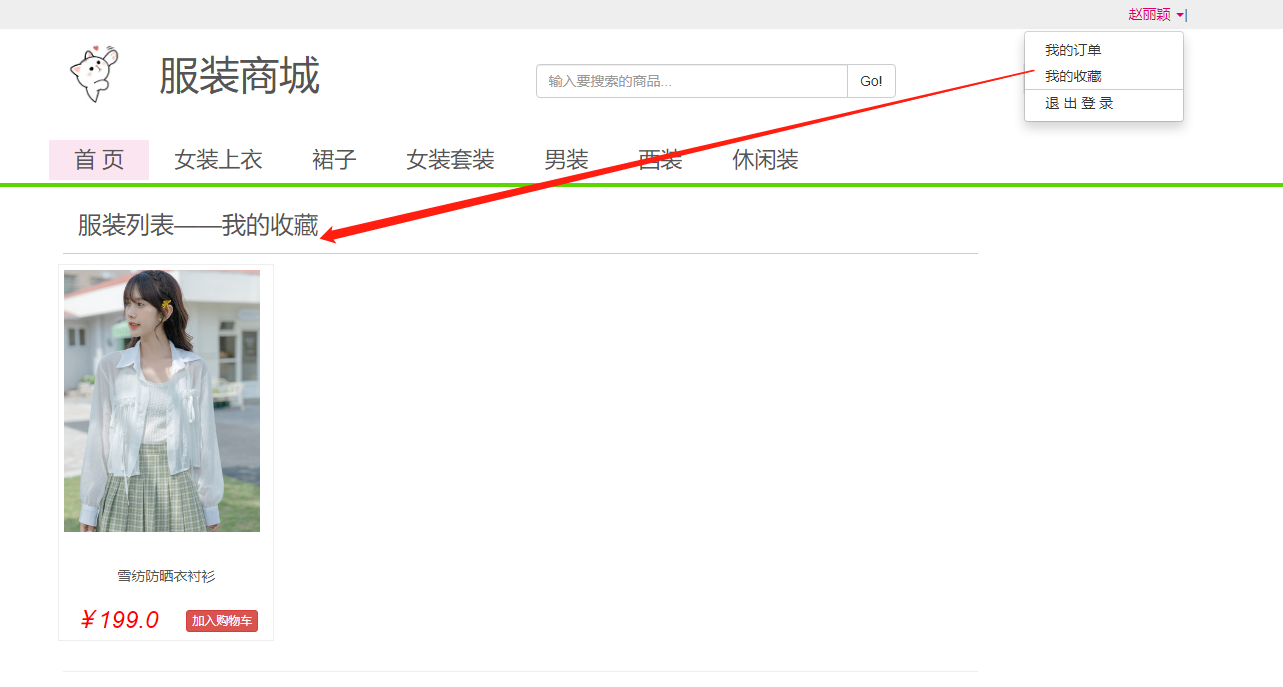 赵丽颖
我的订单
我的收藏
退 出 登 录
服装商城
输入要搜索的商品...
Go!
首 页 女装上衣 裙子 女装套装 男装 西装 休闲装
服装列表——我的收藏
雪纺防晒衣衬衫
￥199.0 加入购物车